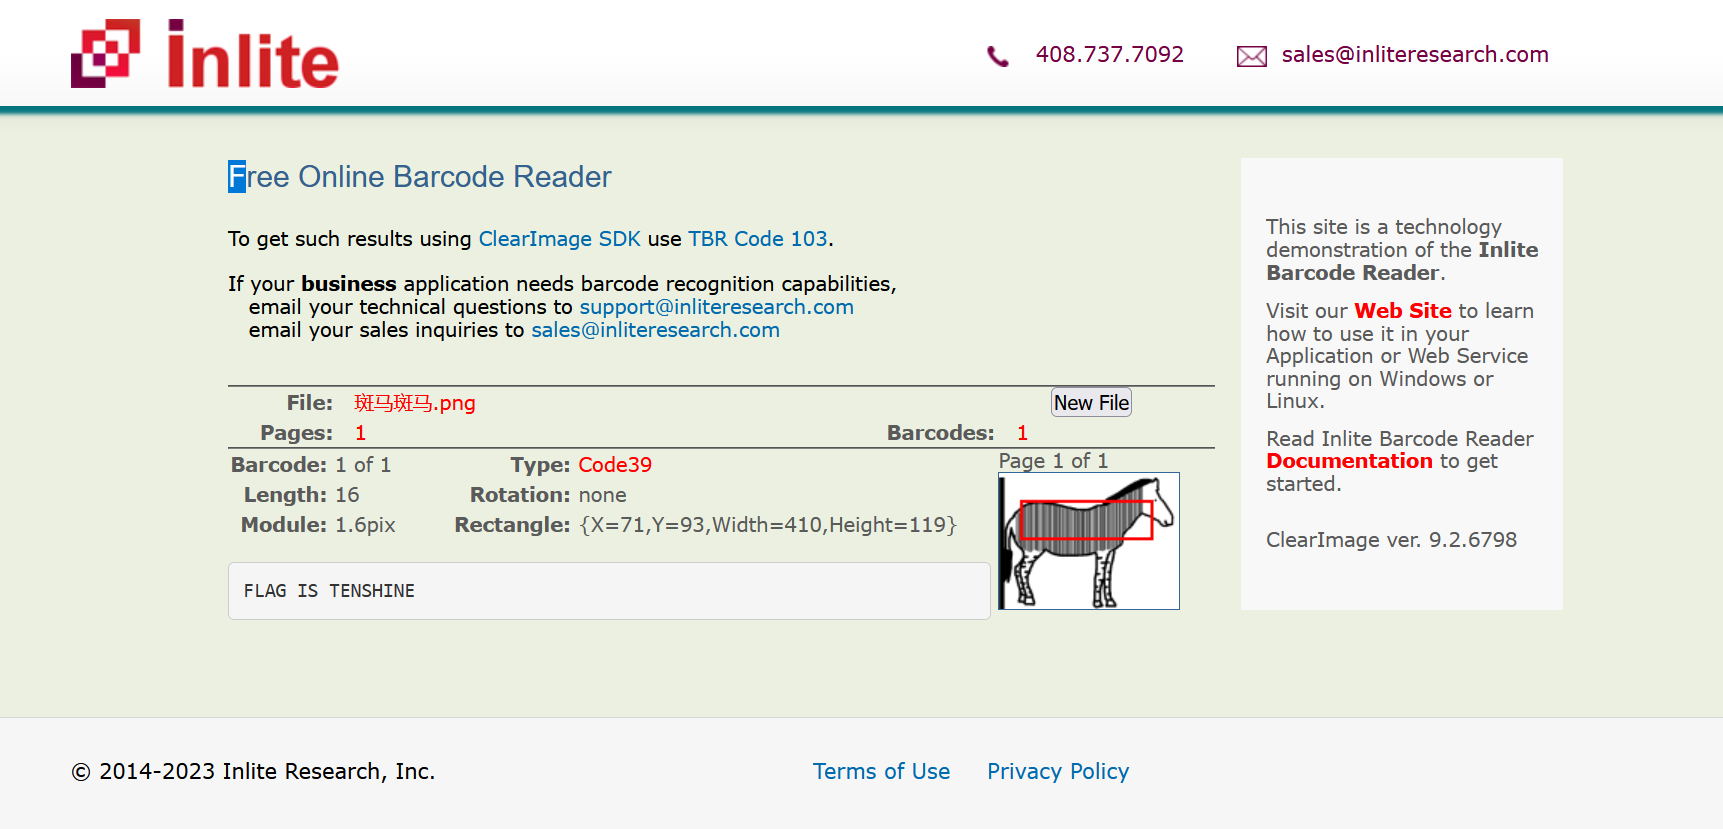 inlite
408.737.7092 sales@inliteresearch.com
Free Online Barcode Reader
To get such results using ClearImage SDK use TBR Code 103.
If your business application needs barcode recognition capabilities,
email your technical questions to support@inliteresearch.com
email your sales inquiries to sales@inliteresearch.com
File: 斑马斑马.png New File
Pages: 1 Barcodes: 1
Barcode: 1 of 1 Type: Code39 Page 1 of 1
Length: 16 Rotation: none
Module: 1.6pix Rectangle: {X=71,Y=93,Width=410,Height=119}
FLAG IS TENSHINE
This site is a technology
demonstration of the Inlite
Barcode Reader.
Visit our Web Site to learn
how to use it in your
Application or Web Service
running on Windows or
Linux.
Read Inlite Barcode Reader
Documentation to get
started.
ClearImage ver. 9.2.6798
© 2014-2023 Inlite Research, Inc. Terms of Use Privacy Policy